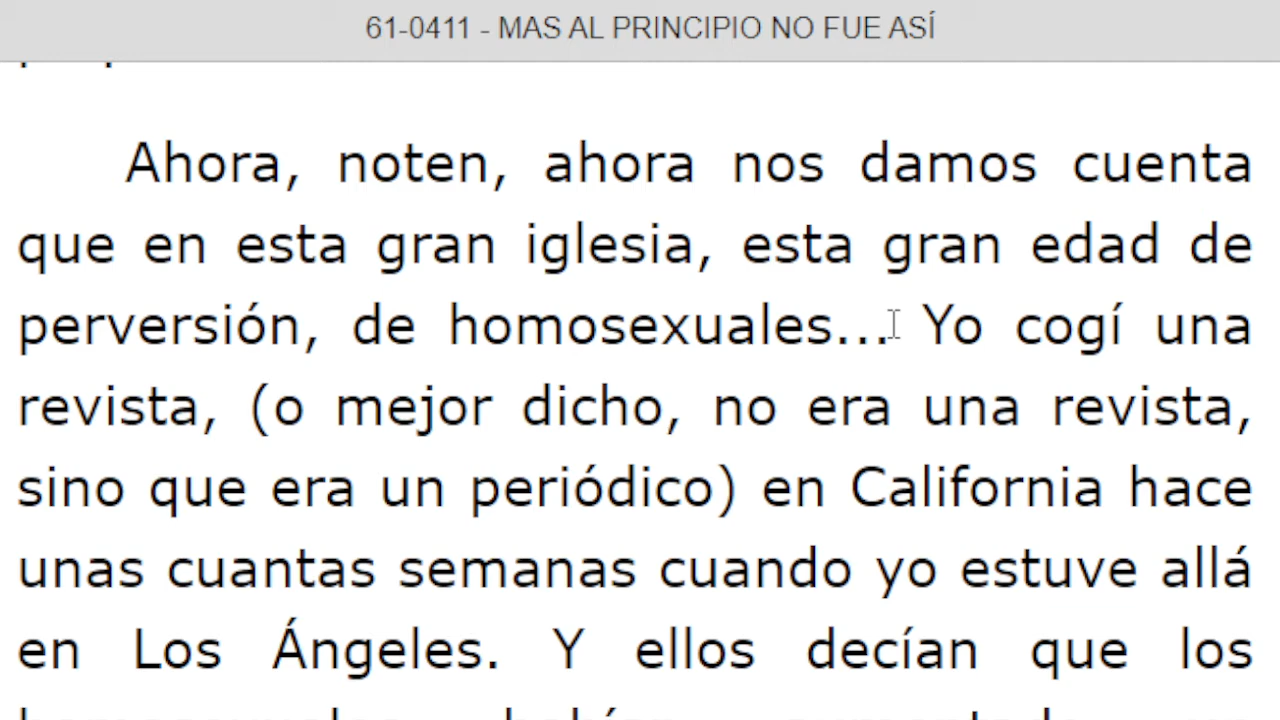 61-0411 - MAS AL PRINCIPIO NO FUE ASÍ
Ahora, noten, ahora nos damos cuenta
que en esta gran iglesia, esta gran edad de
perversión, de homosexuales... Yo cogí una
revista, (o mejor dicho, no era una revista,
sino que era un periódico) en California hace
unas cuantas semanas cuando yo estuve allá
en Los Ángeles. Y ellos decían que los